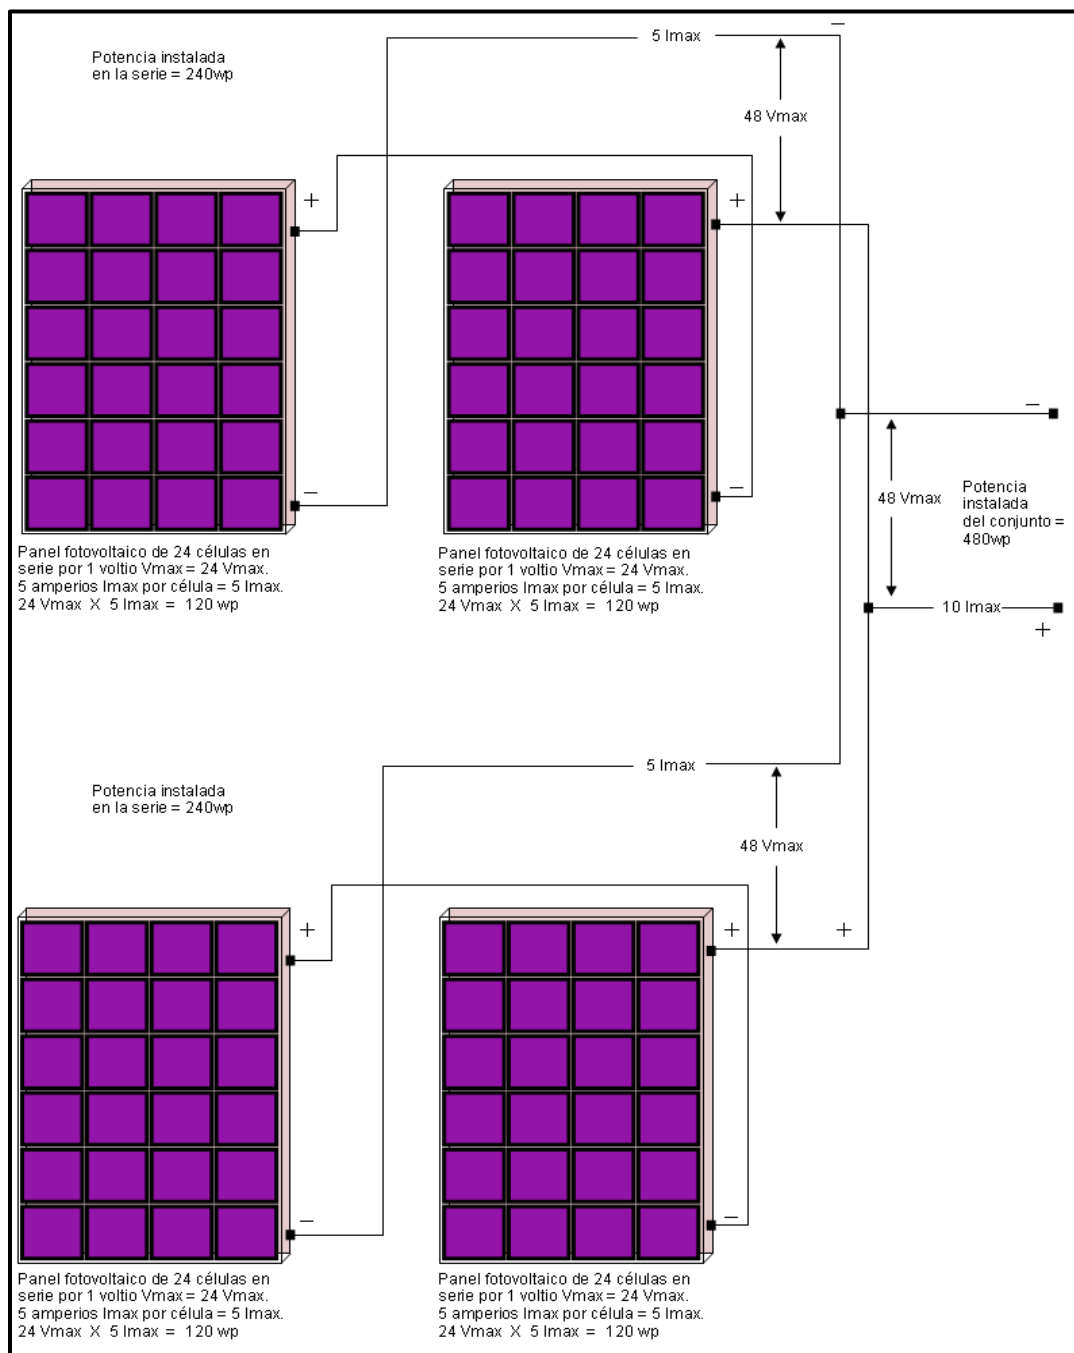 −
5 Imax
Potencia instalada
en la serie = 240wp
48 Vmax
+
+
−
−
Panel fotovoltaico de 24 células en
serie por 1 voltio Vmax = 24 Vmax.
5 amperios Imax por célula = 5 Imax.
24 Vmax X 5 Imax = 120 wp
Panel fotovoltaico de 24 células en
serie por 1 voltio Vmax = 24 Vmax.
5 amperios Imax por célula = 5 Imax.
24 Vmax X 5 Imax = 120 wp
−
48 Vmax
Potencia
instalada
del conjunto =
480wp
10 Imax
+
5 Imax
Potencia instalada
en la serie = 240wp
48 Vmax
+
+
+
−
−
Panel fotovoltaico de 24 células en
serie por 1 voltio Vmax = 24 Vmax.
5 amperios Imax por célula = 5 Imax.
24 Vmax X 5 Imax = 120 wp
Panel fotovoltaico de 24 células en
serie por 1 voltio Vmax = 24 Vmax.
5 amperios Imax por célula = 5 Imax.
24 Vmax X 5 Imax = 120 wp